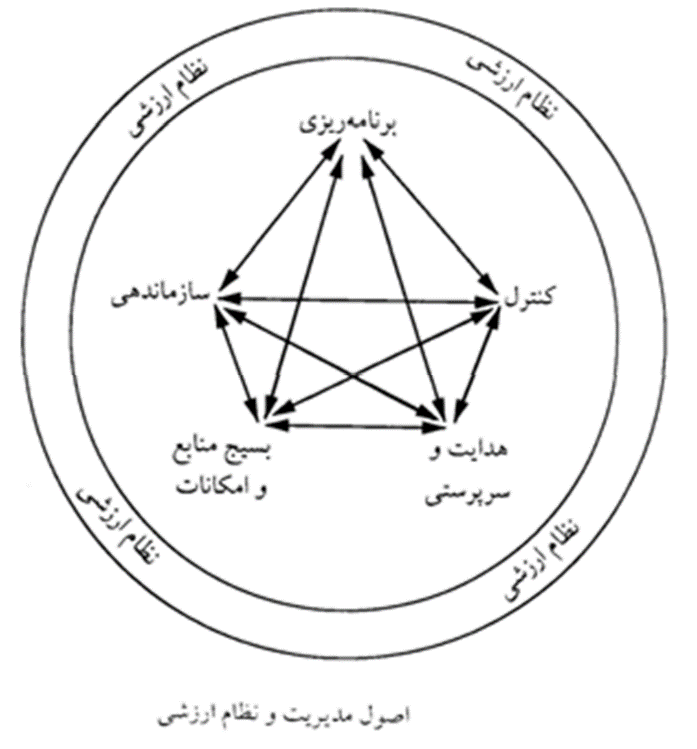 نظام ارزشی
نظام ارزشی
برنامه‌ریزی
کنترل
سازماندهی
هدایت و
سرپرستی
بسیج منابع
و امکانات
نظام ارزشی
نظام ارزشی
اصول مدیریت و نظام ارزشی